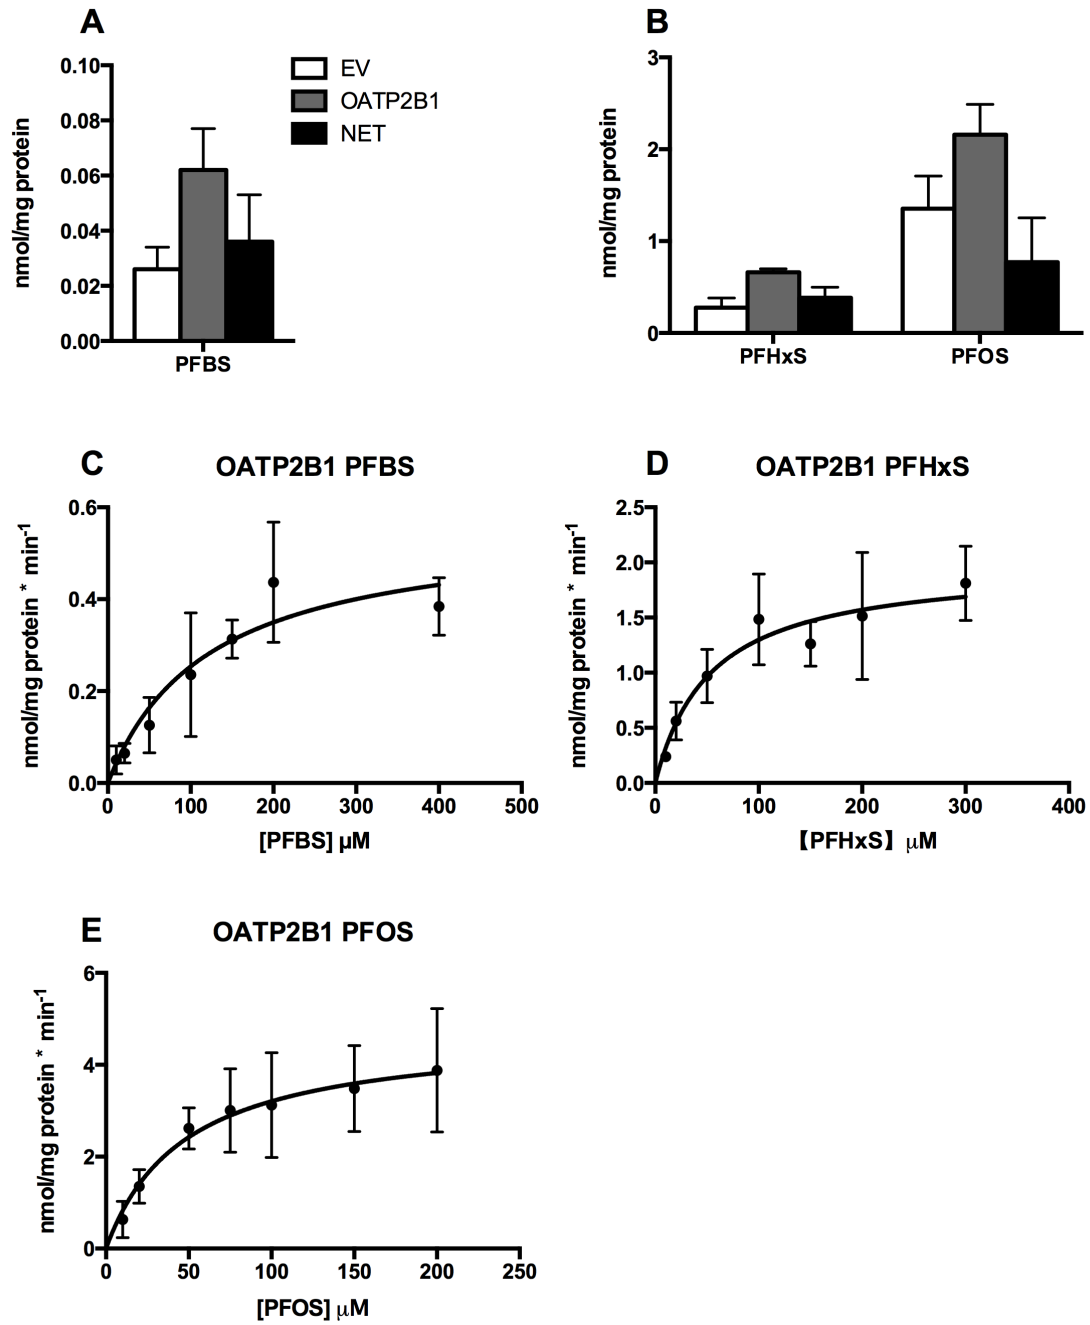 A
nmol/mg protein
0.10
0.08
0.06
0.04
0.02
0.00
PFBS
EV
OATP2B1
NET
B
nmol/mg protein
3
2
1
0
PFHxS
PFOS
C
OATP2B1 PFBS
nmol/mg protein * min-1
0.6
0.4
0.2
0.0
0
100
200
300
400
500
[PFBS] µM
D
OATP2B1 PFHxS
nmol/mg protein * min-1
2.5
2.0
1.5
1.0
0.5
0.0
0
100
200
300
400
【PFHxS】µM
E
OATP2B1 PFOS
nmol/mg protein * min-1
6
4
2
0
0
50
100
150
200
250
[PFOS] µM